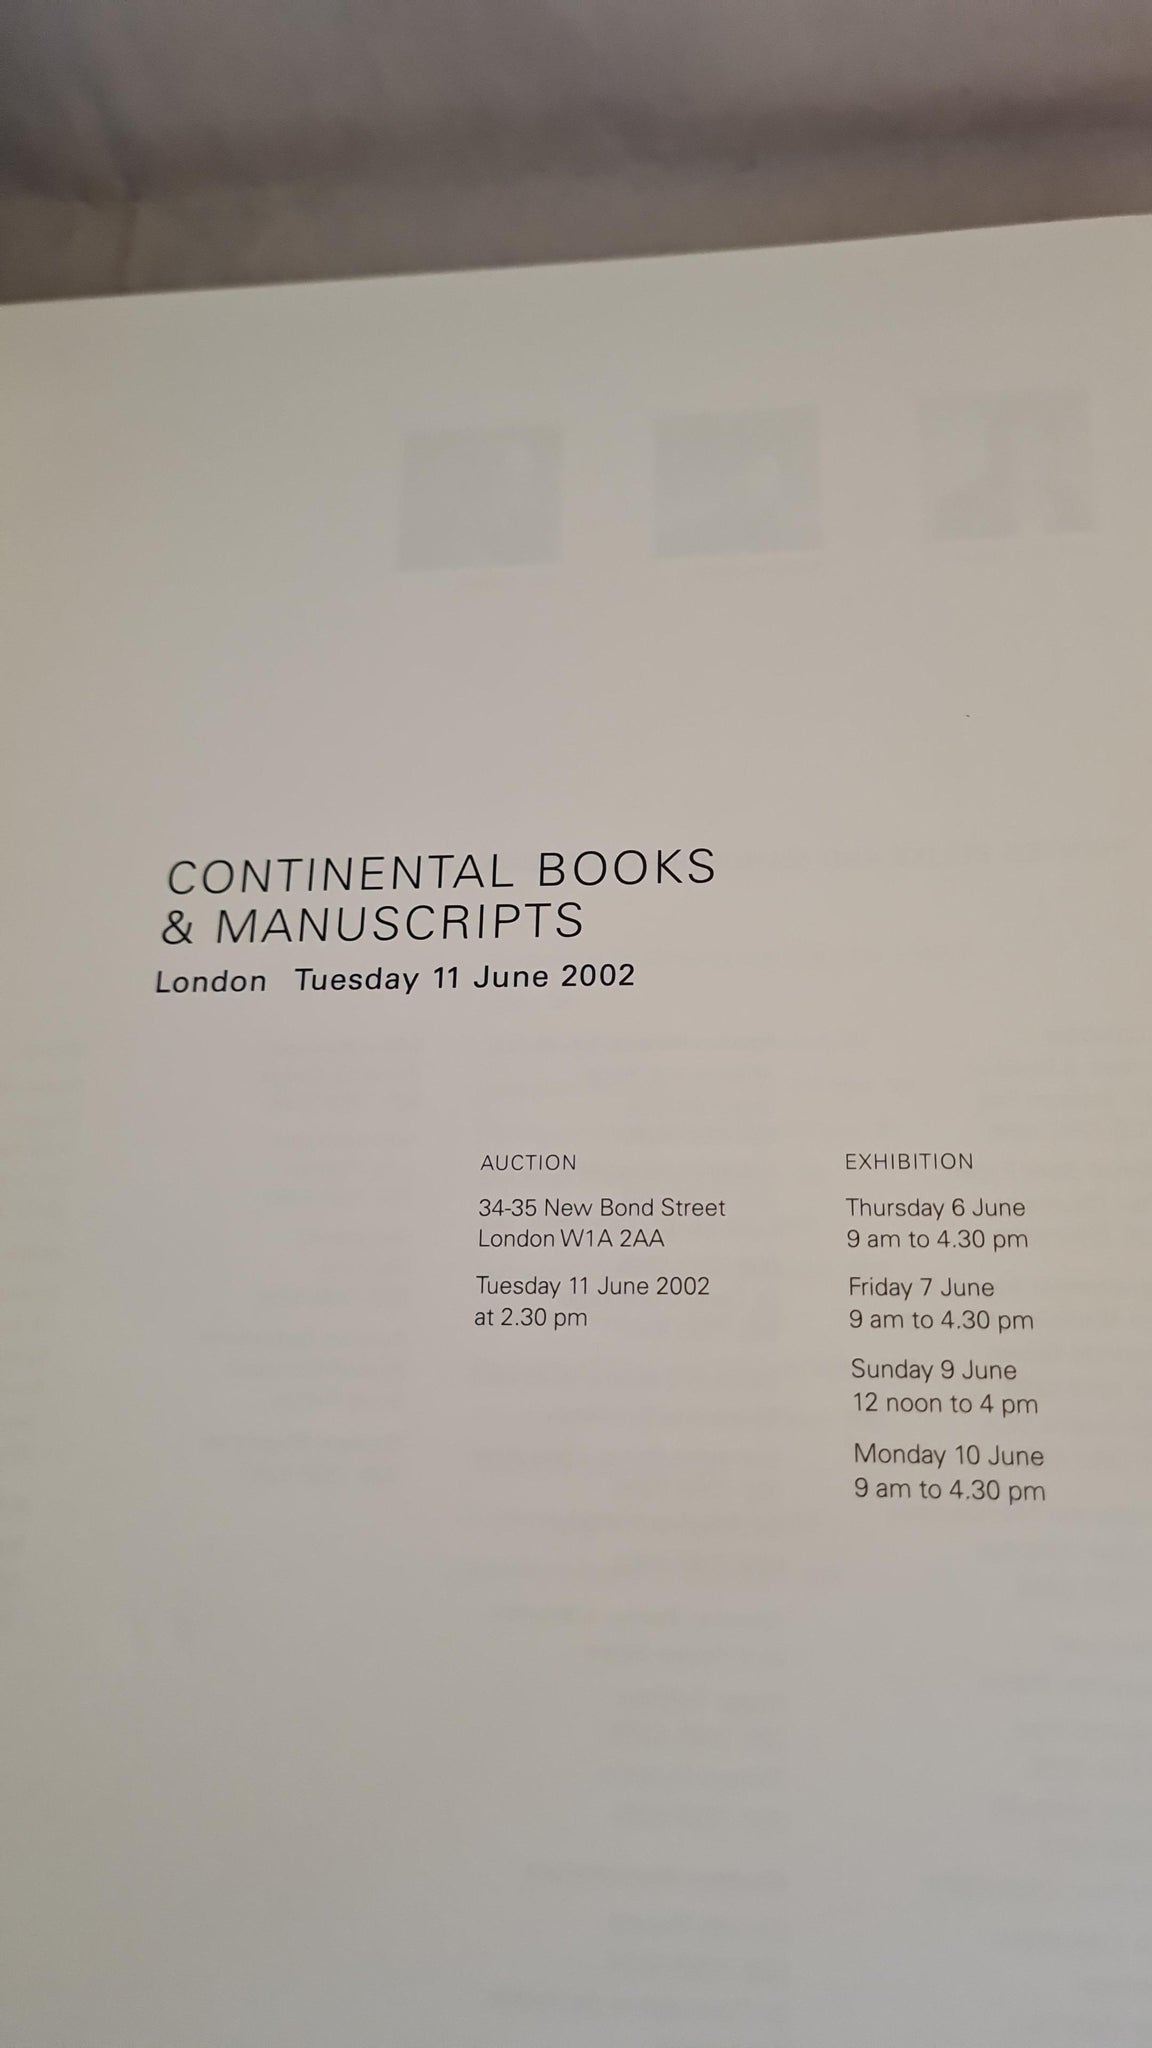 CONTINENTAL BOOKS
& MANUSCRIPTS
London Tuesday 11 June 2002
AUCTION
34-35 New Bond Street
London W1A 2AA
Tuesday 11 June 2002
at 2.30 pm
EXHIBITION
Thursday 6 June
9 am to 4.30 pm
Friday 7 June
9 am to 4.30 pm
Sunday 9 June
12 noon to 4 pm
Monday 10 June
9 am to 4.30 pm